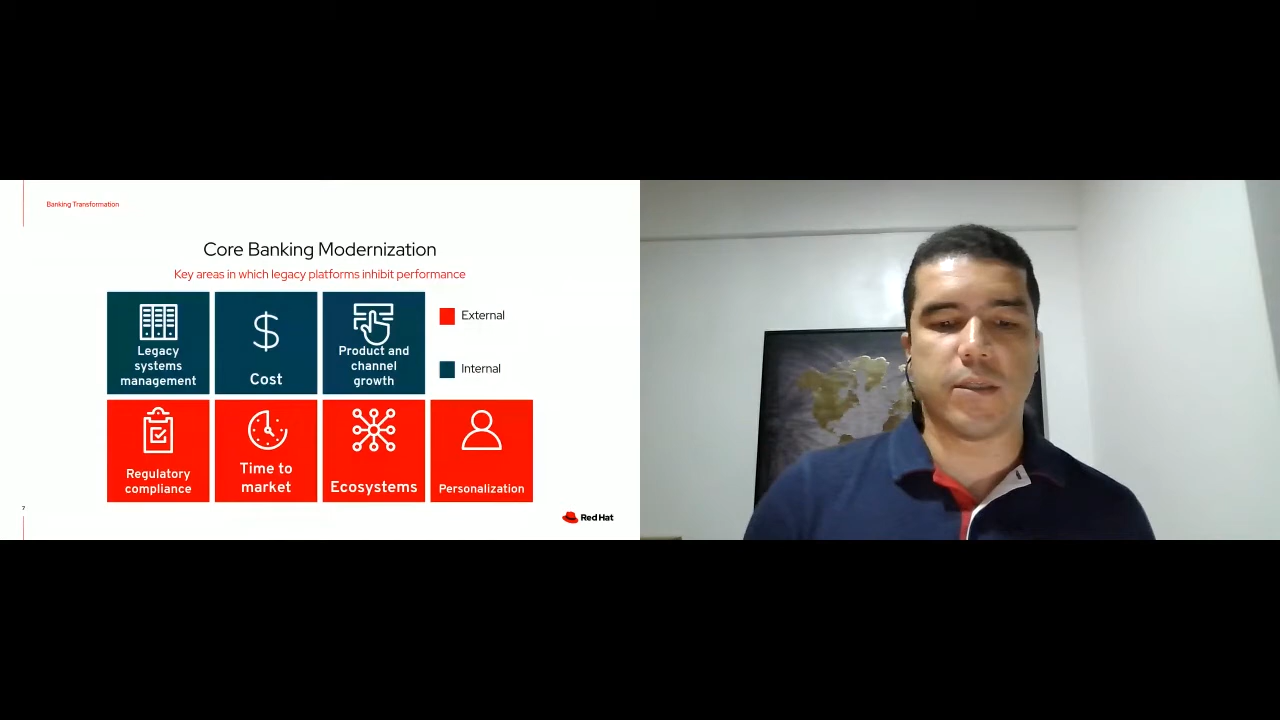 Banking Transformation
Core Banking Modernization
Key areas in which legacy platforms inhibit performance
Legacy
systems
management
$
Cost
Product and
channel
growth
External
Internal
Regulatory
compliance
Time to
market
Ecosystems
Personalization
7
Red Hat